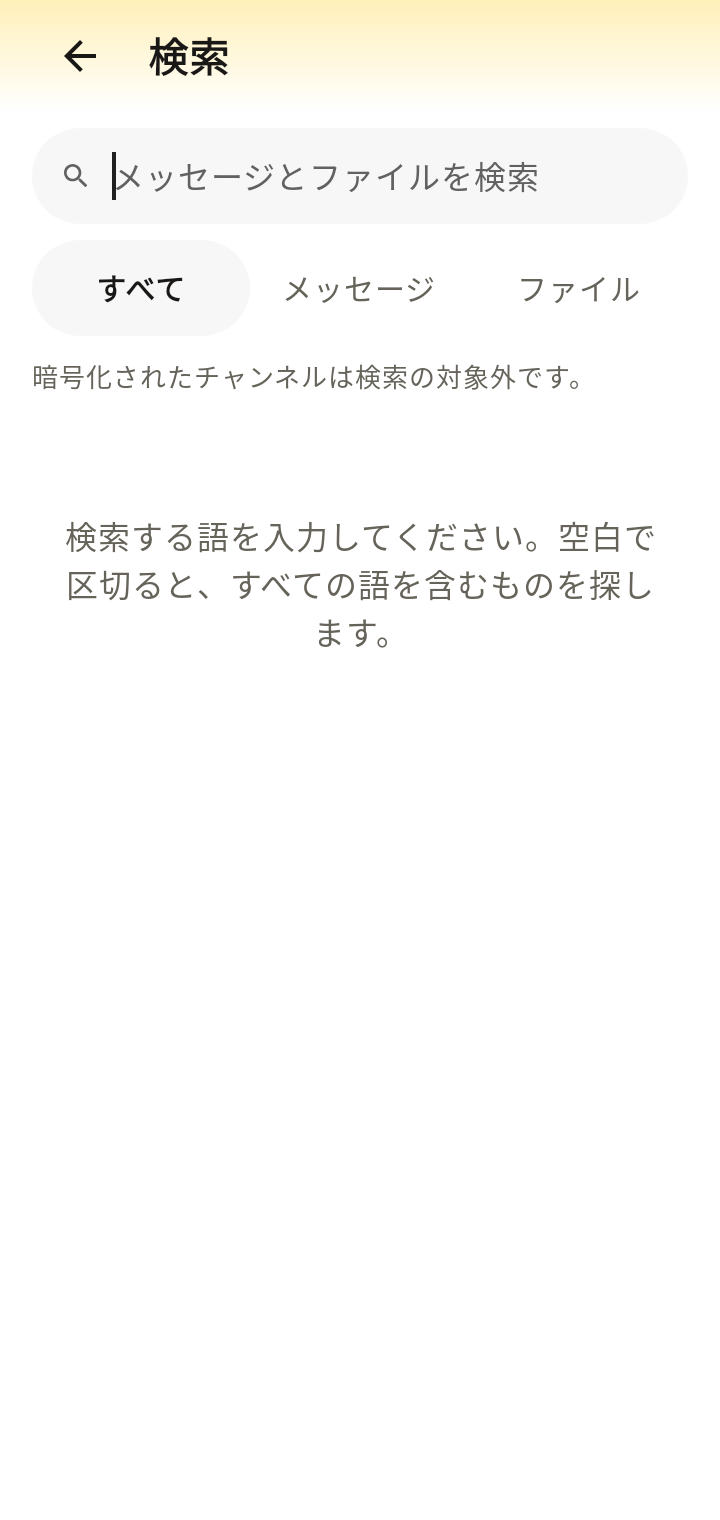 検索
メッセージとファイルを検索
すべて
メッセージ
ファイル
暗号化されたチャンネルは検索の対象外です。
検索する語を入力してください。空白で
区切ると、すべての語を含むものを探し
ます。